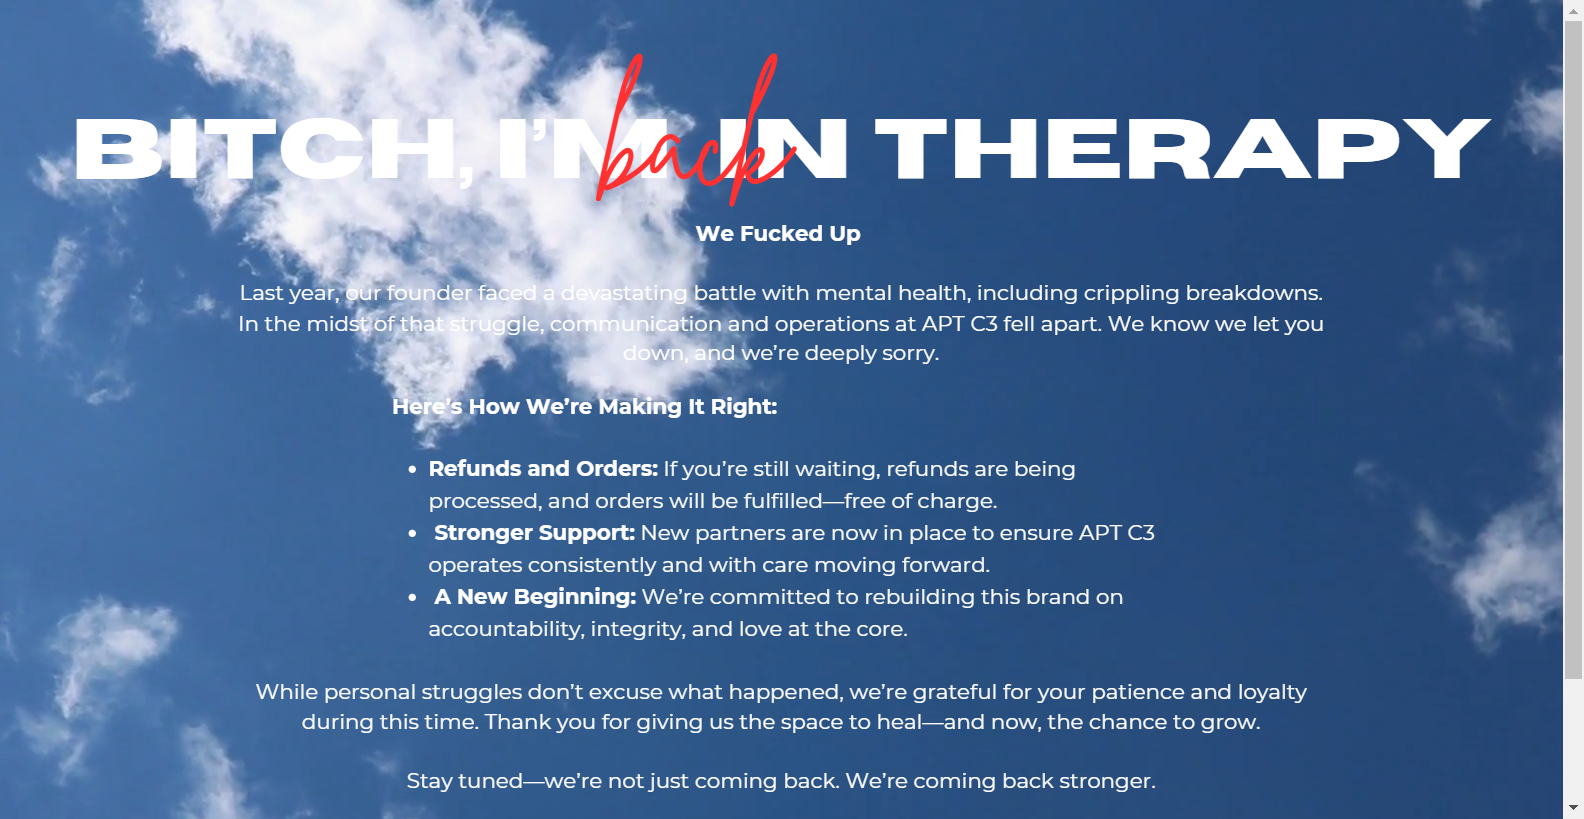 BITCH, I’M back IN THERAPY
We Fucked Up
Last year, our founder faced a devastating battle with mental health, including crippling breakdowns.
In the midst of that struggle, communication and operations at APT C3 fell apart. We know we let you
down, and we’re deeply sorry.
Here’s How We’re Making It Right:
• Refunds and Orders: If you’re still waiting, refunds are being
processed, and orders will be fulfilled—free of charge.
• Stronger Support: New partners are now in place to ensure APT C3
operates consistently and with care moving forward.
• A New Beginning: We’re committed to rebuilding this brand on
accountability, integrity, and love at the core.
While personal struggles don’t excuse what happened, we’re grateful for your patience and loyalty
during this time. Thank you for giving us the space to heal—and now, the chance to grow.
Stay tuned—we’re not just coming back. We’re coming back stronger.